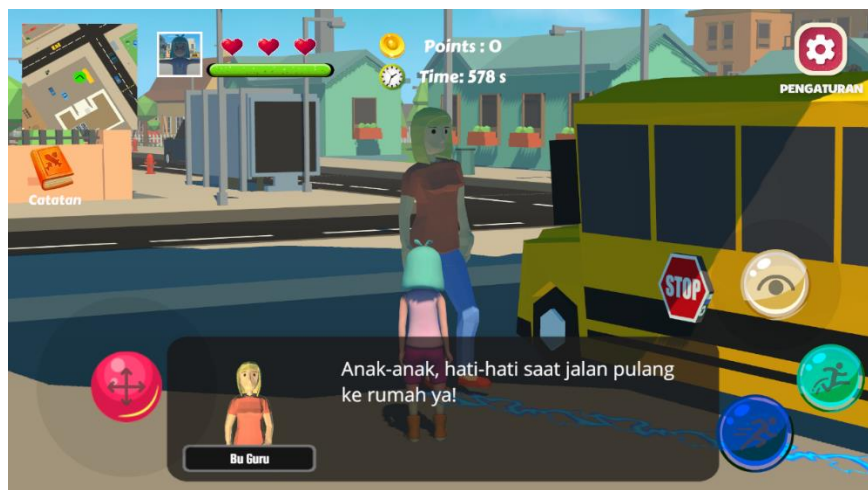 Points : 0
Time: 578 s
PENGATURAN
Catatan
STOP
Anak-anak, hati-hati saat jalan pulang
ke rumah ya!
Bu Guru